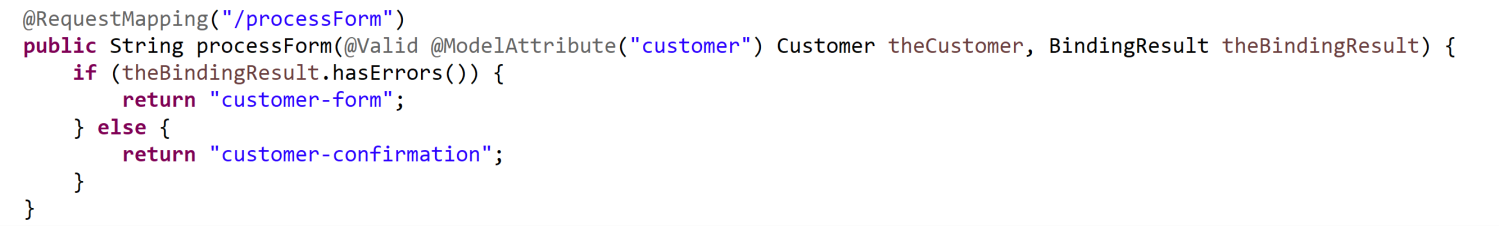 @RequestMapping("/processForm")
public String processForm(@Valid @ModelAttribute("customer") Customer theCustomer, BindingResult theBindingResult) {
    if (theBindingResult.hasErrors()) {
        return "customer-form";
    } else {
        return "customer-confirmation";
    }
}